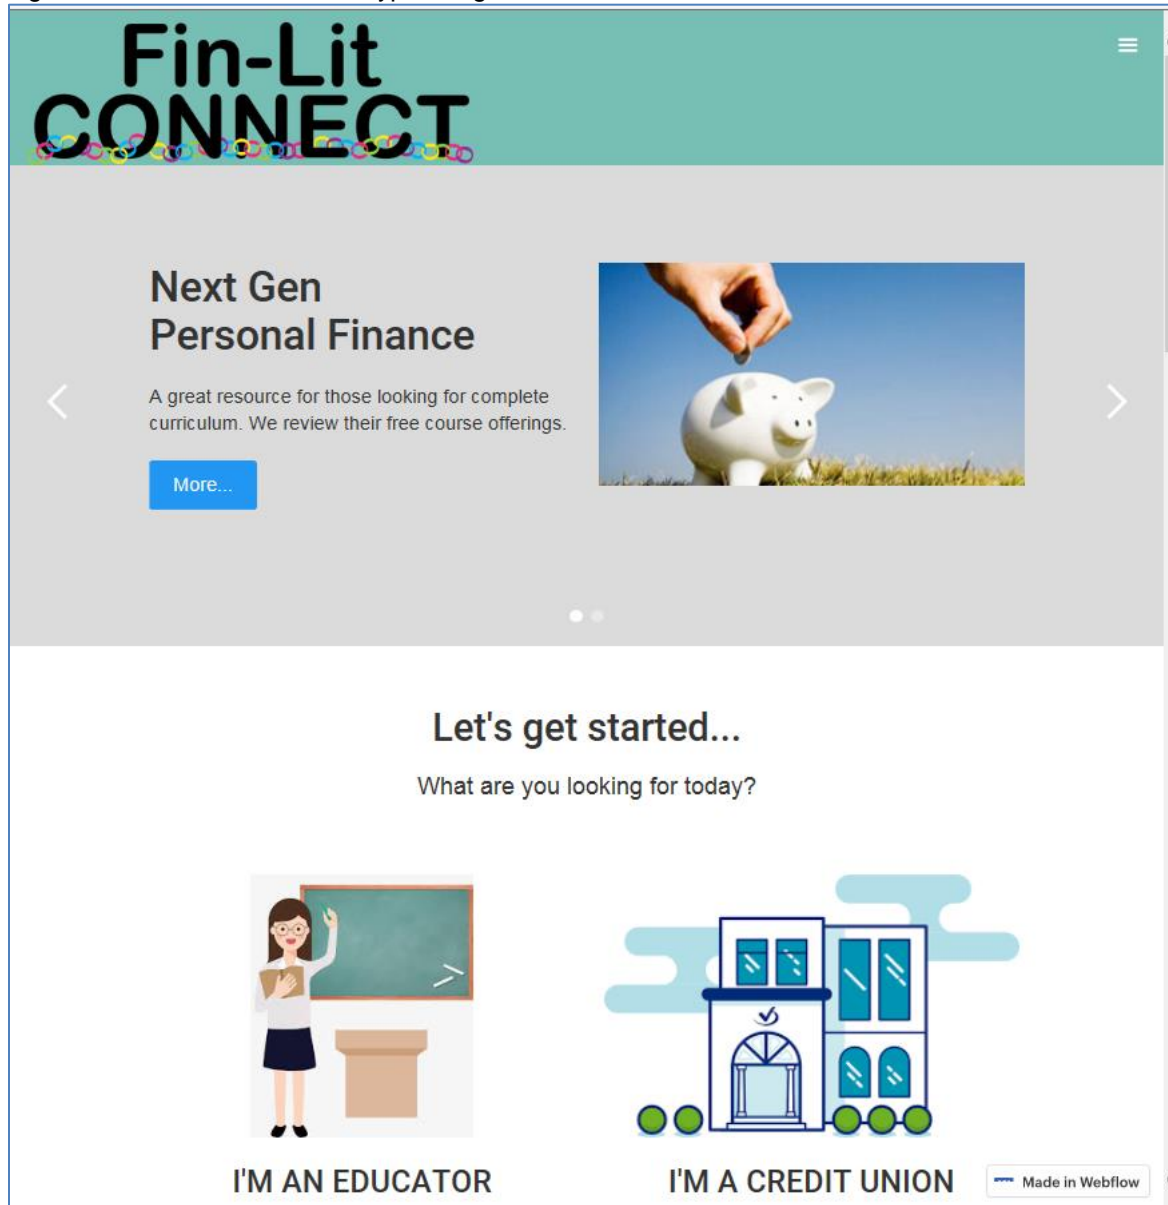 Fin-Lit
CONNECT
Next Gen
Personal Finance
A great resource for those looking for complete
curriculum. We review their free course offerings.
More...
Let's get started...
What are you looking for today?
I'M AN EDUCATOR
I'M A CREDIT UNION
Made in Webflow